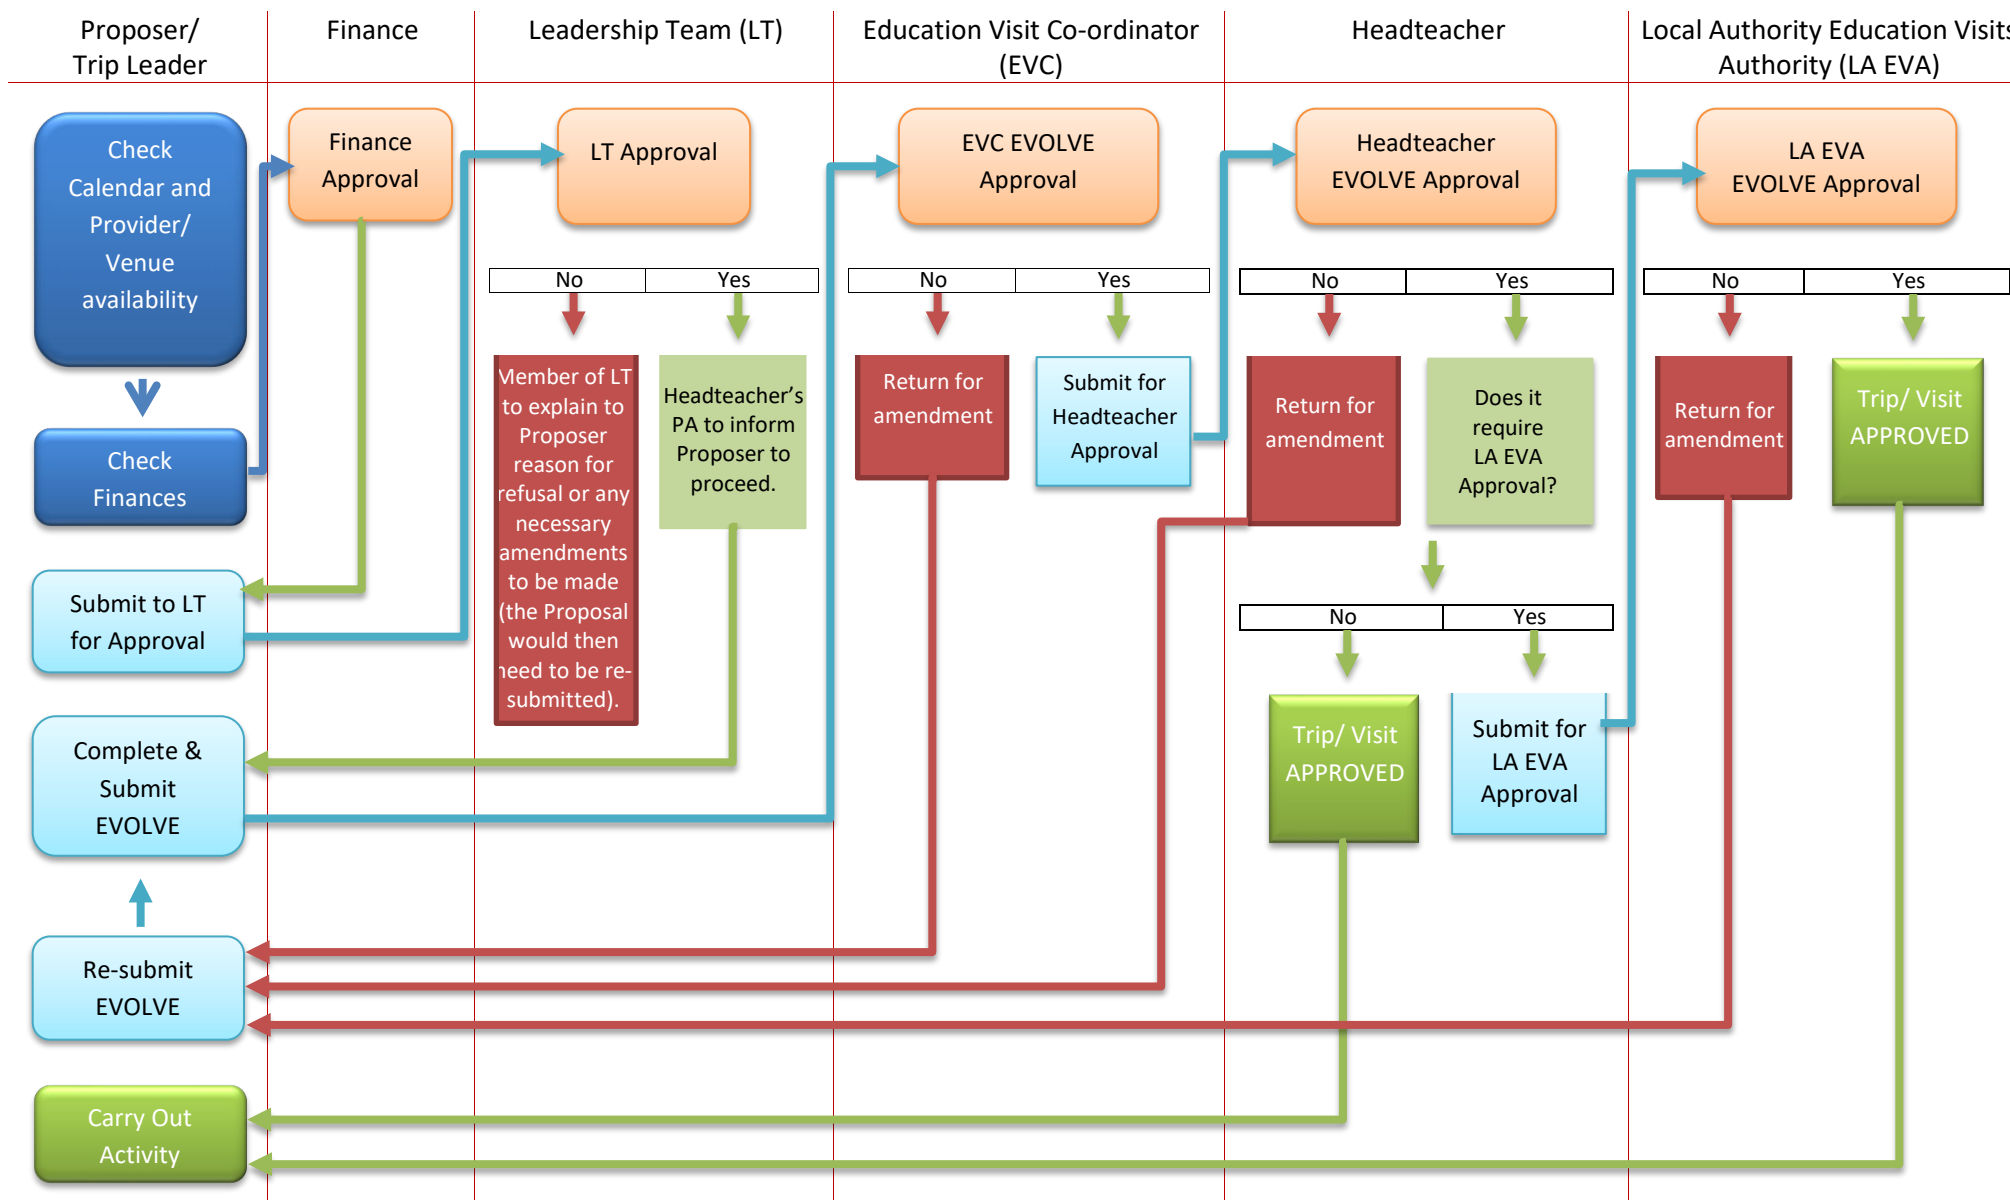 Proposer/
Trip Leader
Finance
Leadership Team (LT)
Education Visit Co-ordinator
(EVC)
Headteacher
Local Authority Education Visits
Authority (LA EVA)
Check
Calendar and
Provider/
Venue
availability
Check
Finances
Submit to LT
for Approval
Complete &
Submit
EVOLVE
Re-submit
EVOLVE
Carry Out
Activity
Finance
Approval
LT Approval
No
Yes
Member of LT
to explain to
Proposer
reason for
refusal or any
necessary
amendments
to be made
(the Proposal
would then
need to be re-
submitted).
Headteacher's
PA to inform
Proposer to
proceed.
EVC EVOLVE
Approval
No
Yes
Return for
amendment
Submit for
Headteacher
Approval
Headteacher
EVOLVE Approval
No
Yes
Return for
amendment
Does it
require
LA EVA
Approval?
No
Yes
Trip/ Visit
APPROVED
Submit for
LA EVA
Approval
LA EVA
EVOLVE Approval
No
Yes
Return for
amendment
Trip/ Visit
APPROVED